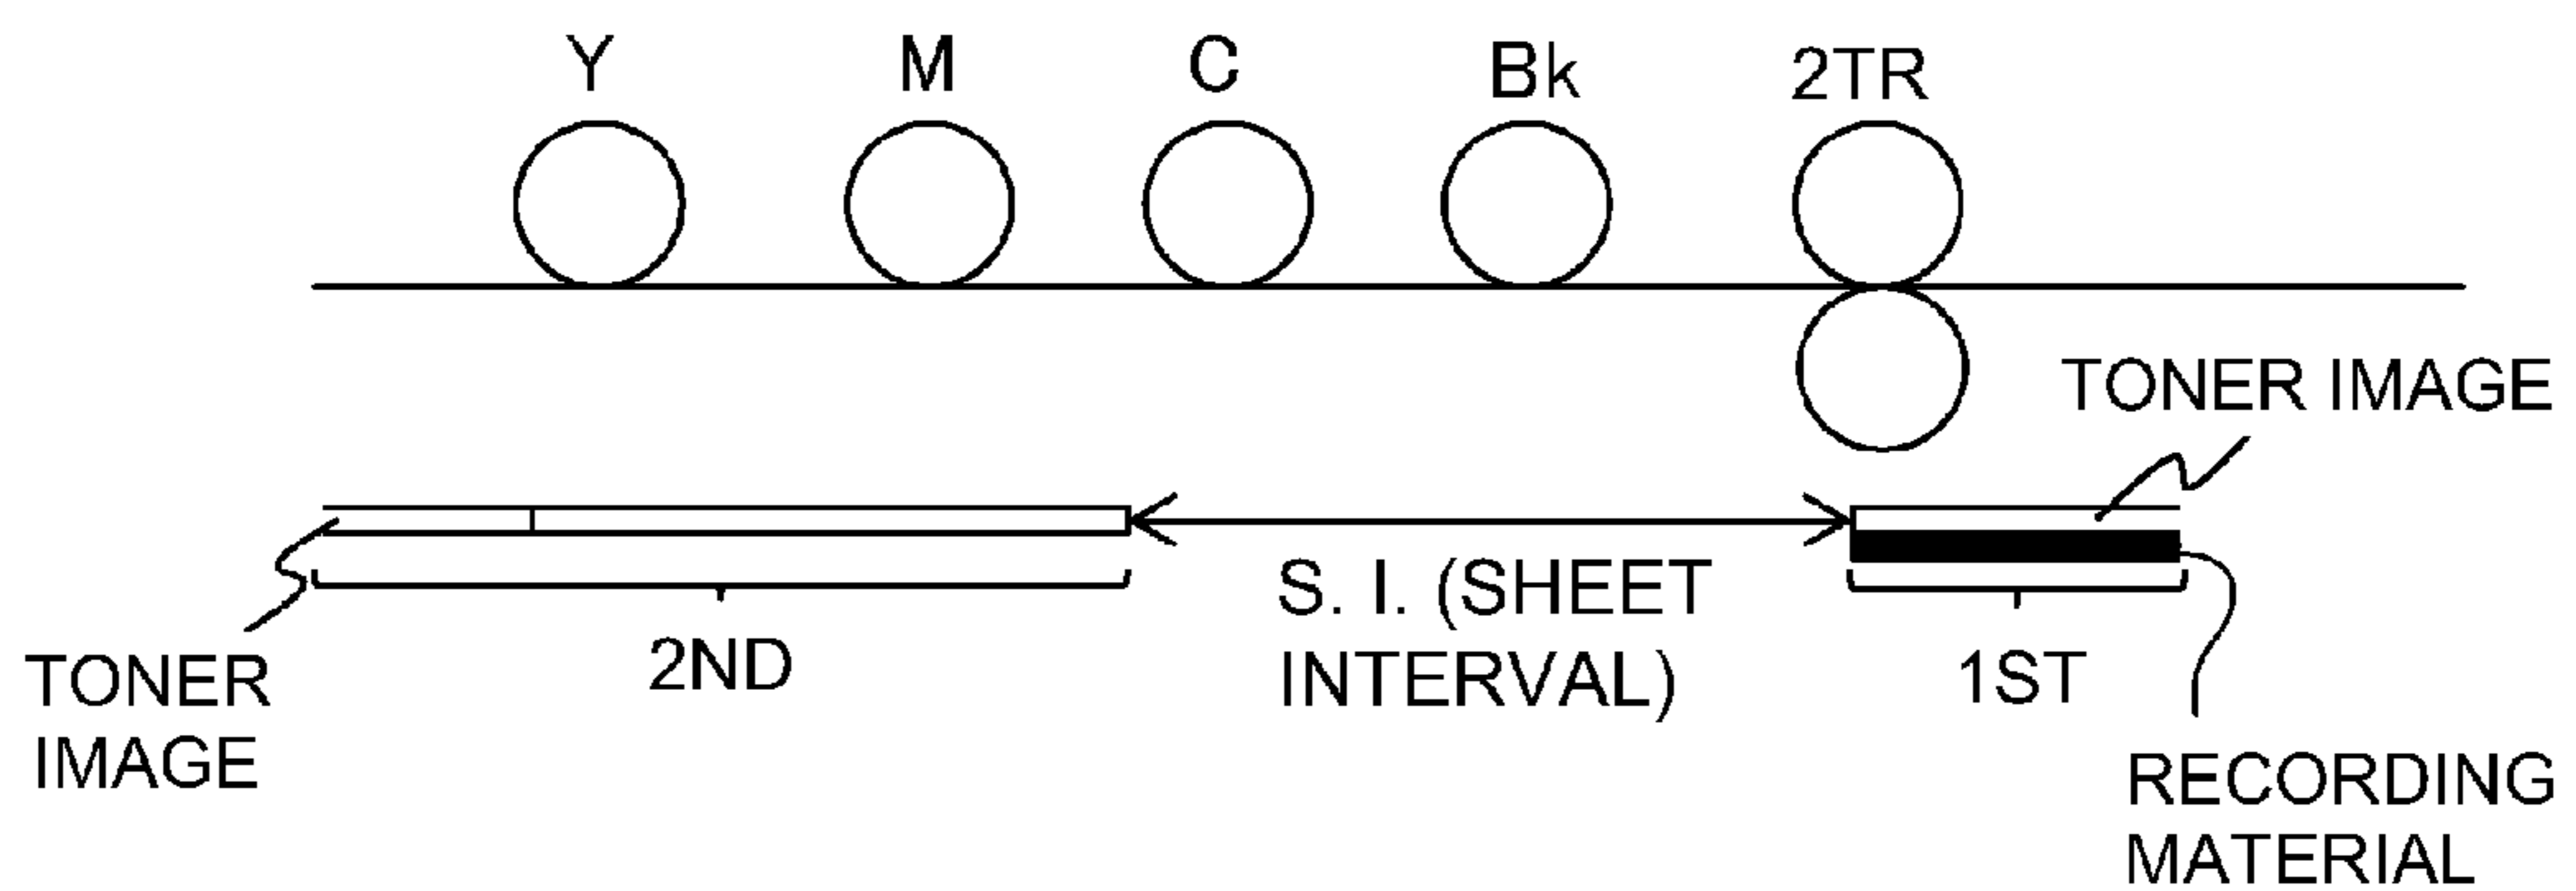 Y M C Bk 2TR
TONER IMAGE
S. I. (SHEET
INTERVAL)
2ND
1ST
TONER
IMAGE
RECORDING
MATERIAL